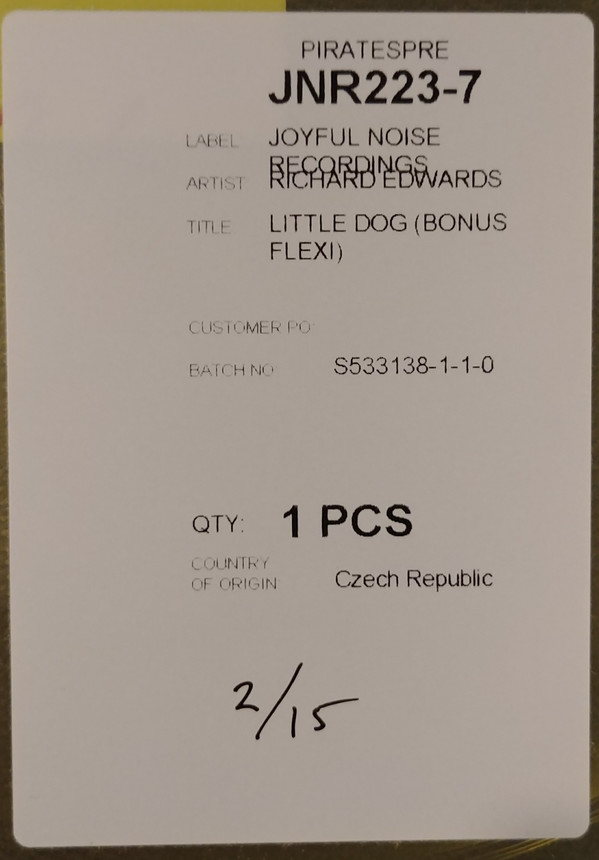 PIRATESPRE
JNR223-7
LABEL JOYFUL NOISE
RECORDINGS
ARTIST RICHARD EDWARDS
TITLE LITTLE DOG (BONUS
FLEXI)
CUSTOMER PO:
BATCH NO: S533138-1-1-0
QTY: 1 PCS
COUNTRY
OF ORIGIN Czech Republic
2/15